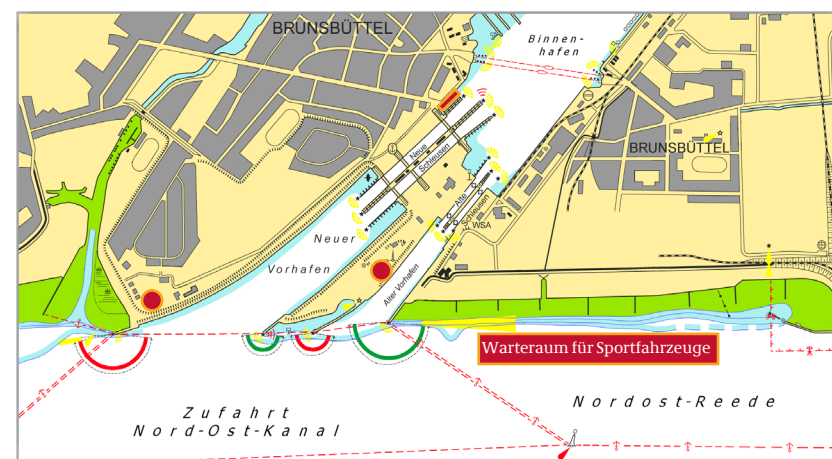 BRUNSBÜTTEL
Binnen-
hafen
Neue
Schleusen
BRUNSBÜTTEL
Alte
Schleusen
WSA
Neuer
Vorhafen
Alter Vorhafen
Warteraum für Sportfahrzeuge
Zufahrt
Nord-Ost-Kanal
Nordost-Reede